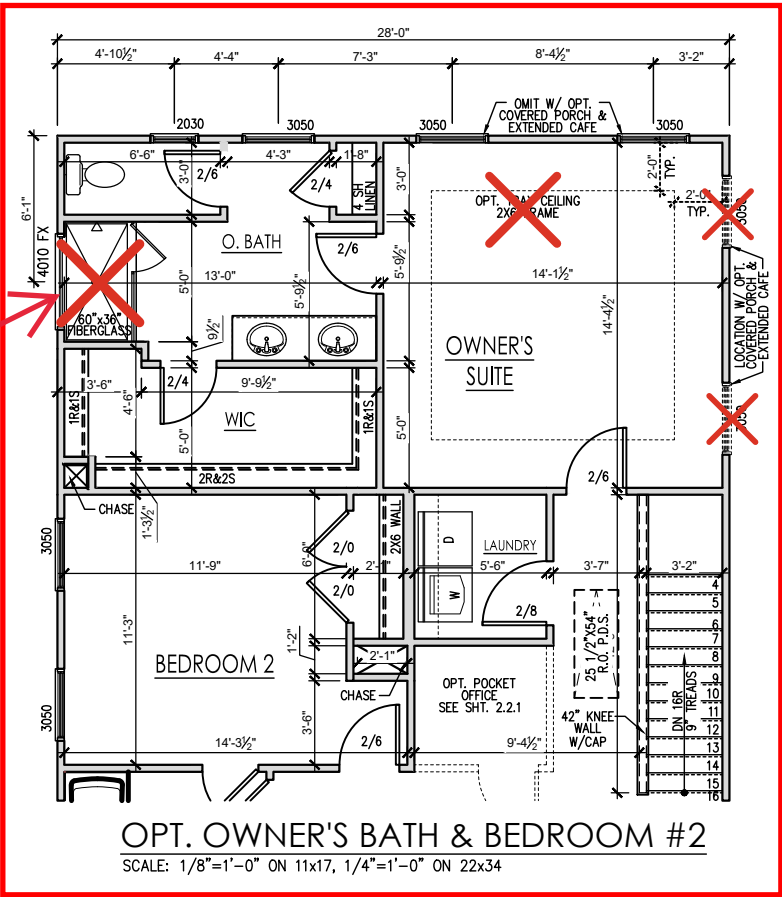 28'-0"
4'-10½"
4'-4"
7'-3"
8'-4½"
3'-2"
OMIT W/ OPT.
COVERED PORCH &
EXTENDED CAFE
2030
3050
3050
3050
6'-6"
4'-3"
1'-8"
3'-0"
2/6
2/4
4 SH
LINEN
3'-0"
2'-0"
TYP.
2'-0"
TYP.
3050
6'-1"
4010 FX
OPT. TRAY CEILING
2X6 FRAME
O. BATH
2/6
13'-0"
5'-0"
5'-9½"
5'-9½"
14'-1½"
14'-4½"
LOCATION W/ OPT.
COVERED PORCH &
EXTENDED CAFE
60"x36"
FIBERGLASS
9½"
OWNER'S
SUITE
3'-6"
2/4
9'-9½"
1R&1S
4'-6"
WIC
5'-0"
1R&1S
5'-0"
3050
2R&2S
2/6
CHASE
1'-3½"
3050
6'-0"
2/0
2X6 WALL
D
LAUNDRY
11'-9"
2'-1"
5'-6"
3'-7"
3'-2"
2/0
W
2/8
4
5
6
7
8
9
10
11
12
13
14
15
16
11'-3"
25 1/2"X54"
R.O. P.D.S.
1'-2"
BEDROOM 2
2'-1"
CHASE
OPT. POCKET
OFFICE
SEE SHT. 2.2.1
DN 16R
9" TREADS
3050
3'-6"
42" KNEE
WALL
W/CAP
14'-3½"
2/6
9'-4½"
OPT. OWNER'S BATH & BEDROOM #2
SCALE: 1/8"=1'-0" ON 11x17, 1/4"=1'-0" ON 22x34